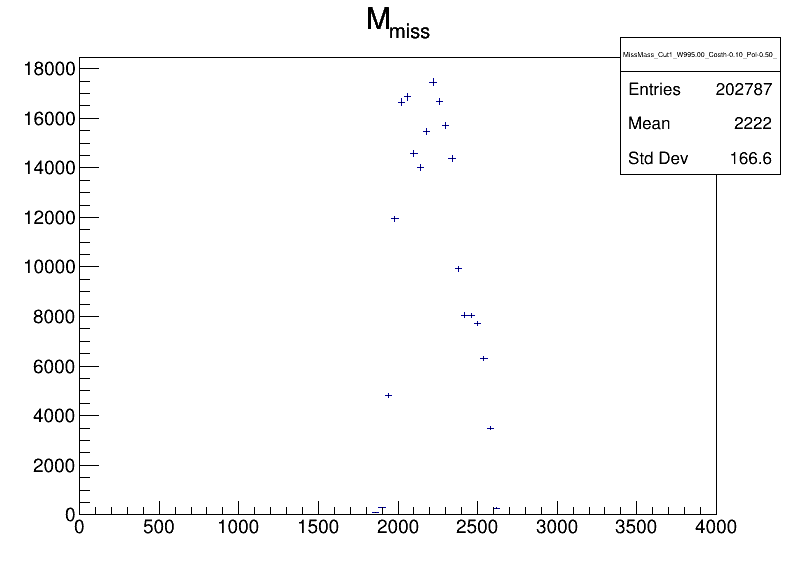 M_miss
MissMass_Cut1_W995.00_Costh-0.10_Pol-0.50_
Entries 202787
Mean 2222
Std Dev 166.6
18000
16000
14000
12000
10000
8000
6000
4000
2000
0
0 500 1000 1500 2000 2500 3000 3500 4000